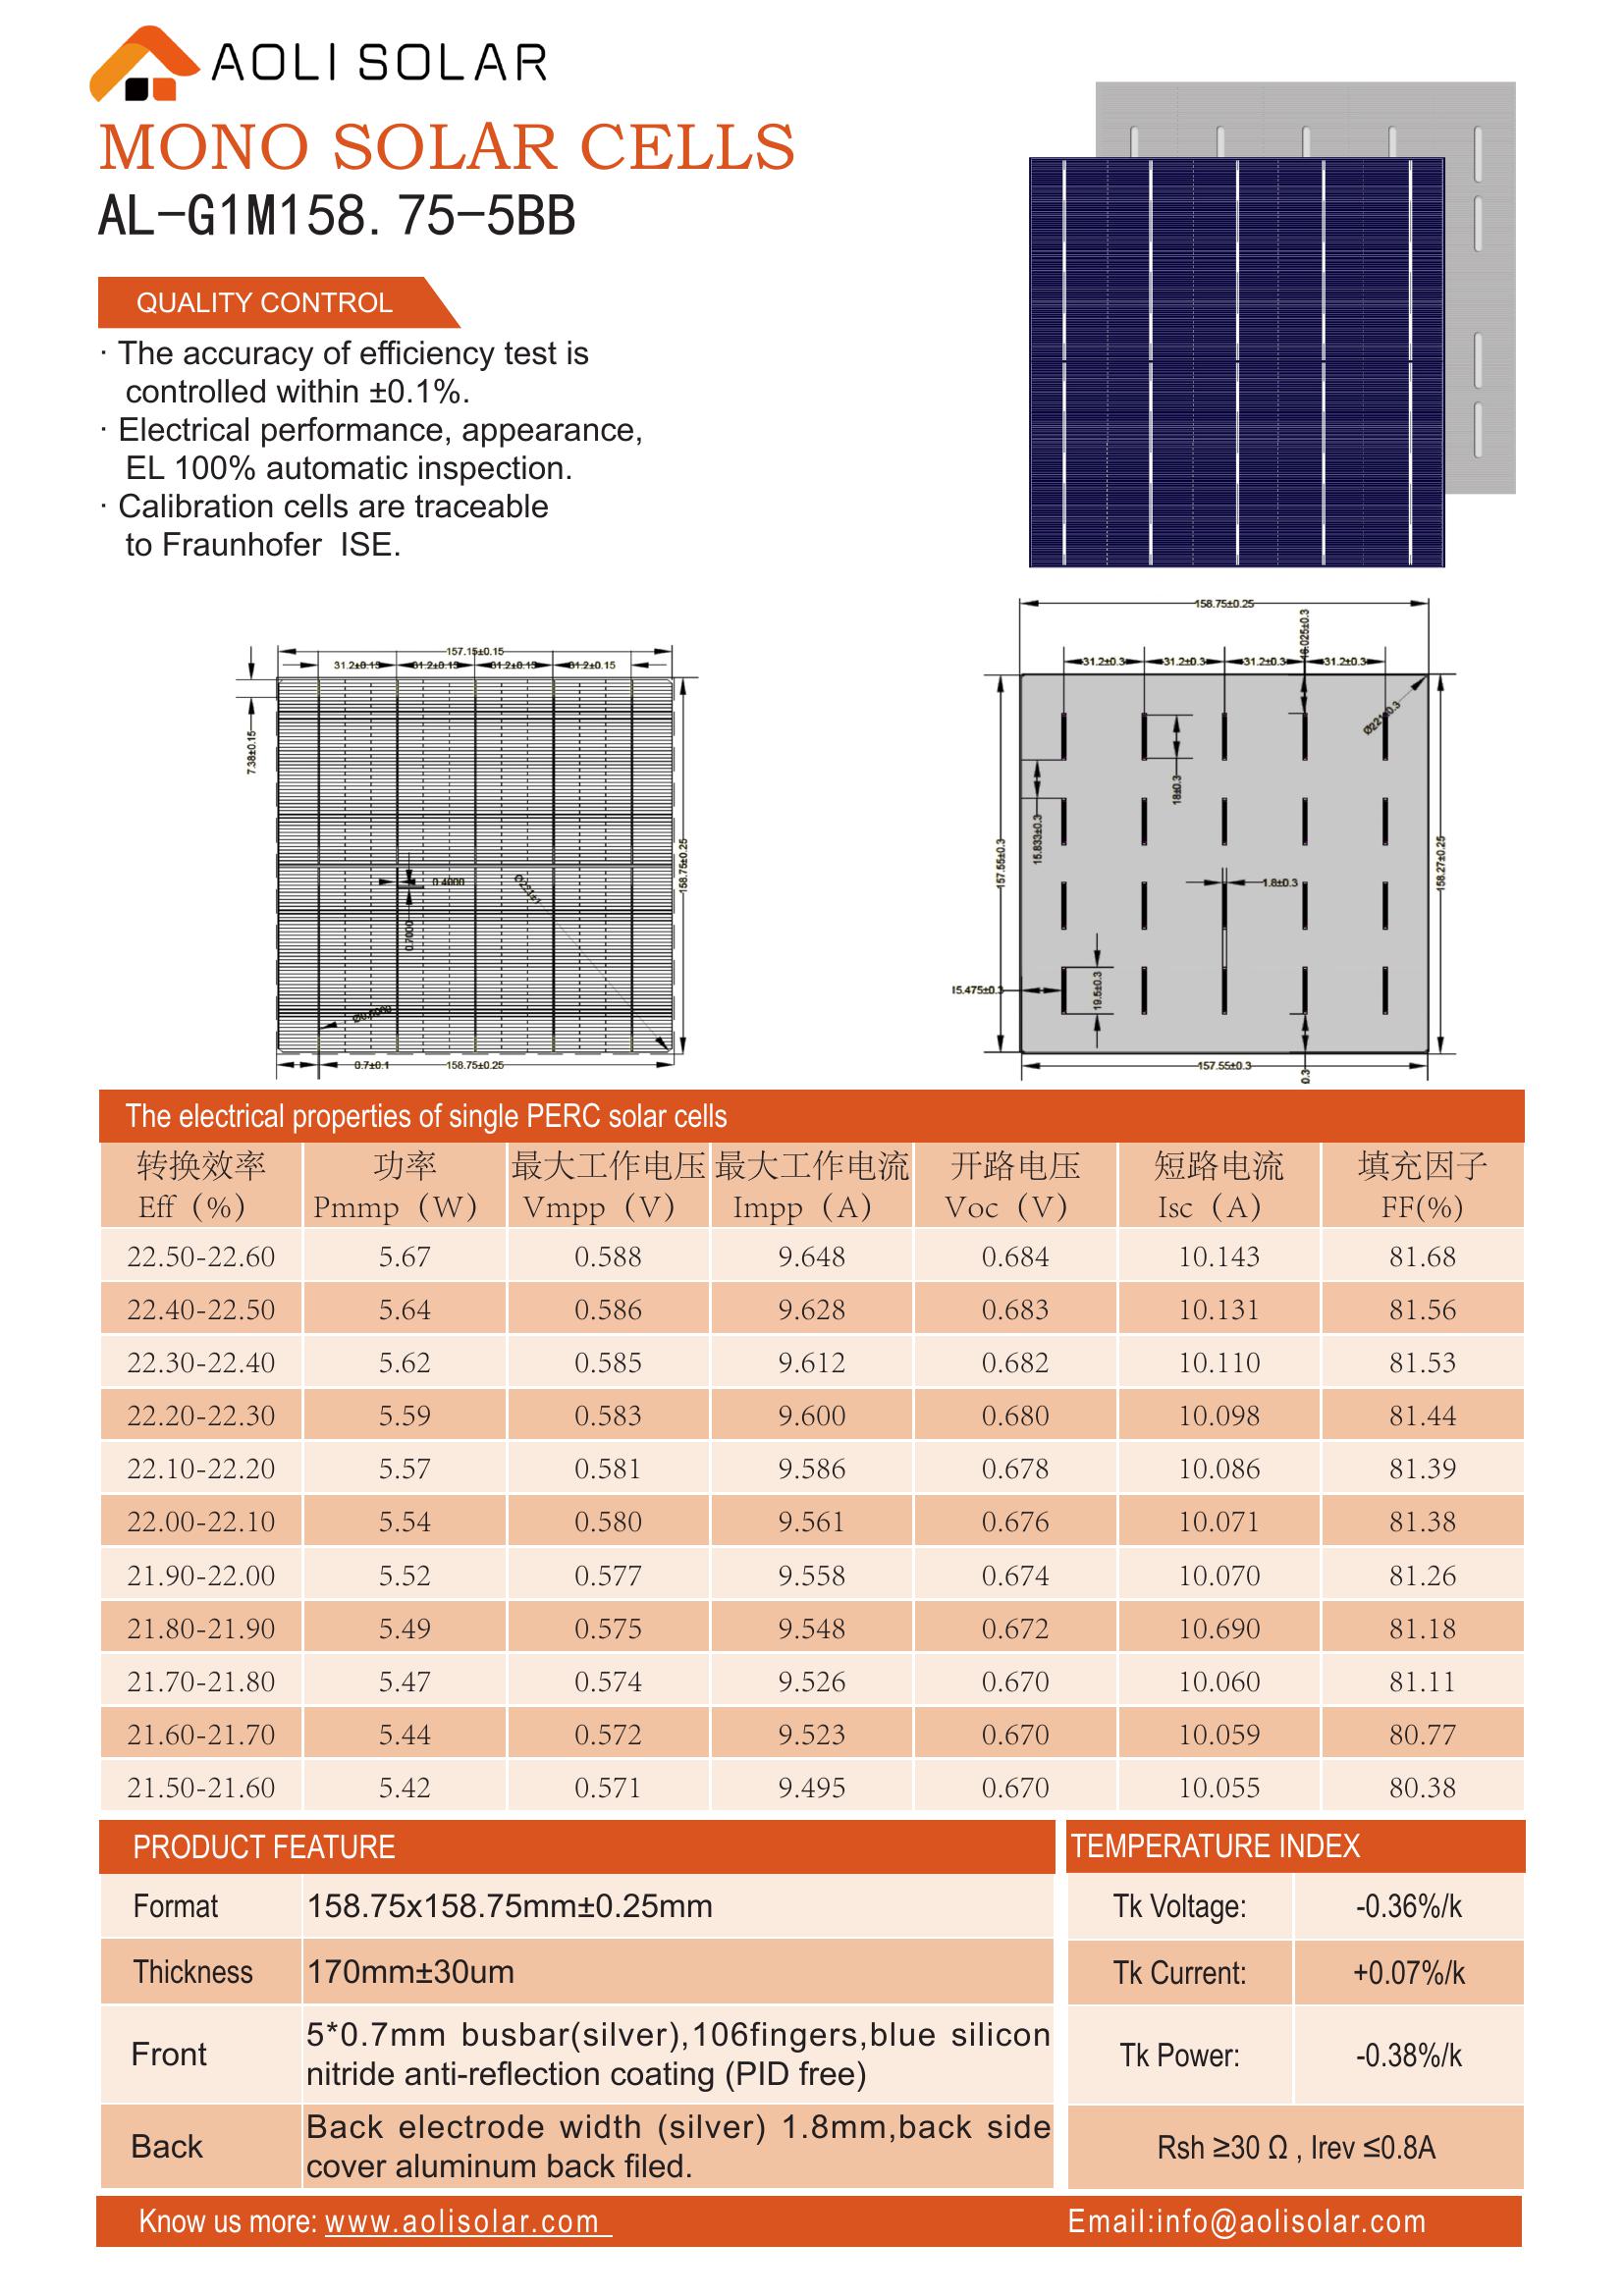 AOLI SOLAR
MONO SOLAR CELLS
AL-G1M158. 75-5BB
QUALITY CONTROL
· The accuracy of efficiency test is
controlled within ±0.1%.
· Electrical performance, appearance,
EL 100% automatic inspection.
· Calibration cells are traceable
to Fraunhofer ISE.
157.15±0.15
31.2±0.15 31.2±0.15 31.2±0.15 31.2±0.15
7.38±0.15
158.75±0.25
0.4000
0.7000
0.7±0.1
158.75±0.25
158.75±0.25
16.025±0.3
31.2±0.3 31.2±0.3 31.2±0.3 31.2±0.3
Ø221±0.3
18±0.3
15.833±0.3
157.55±0.3
158.27±0.25
1.8±0.3
15.475±0.3
19.5±0.3
157.55±0.3
0.3
The electrical properties of single PERC solar cells
转换效率 功率 最大工作电压 最大工作电流 开路电压 短路电流 填充因子
Eff（%） Pmmp（W） Vmpp（V） Impp（A） Voc（V） Isc（A） FF(%)
22.50-22.60 5.67 0.588 9.648 0.684 10.143 81.68
22.40-22.50 5.64 0.586 9.628 0.683 10.131 81.56
22.30-22.40 5.62 0.585 9.612 0.682 10.110 81.53
22.20-22.30 5.59 0.583 9.600 0.680 10.098 81.44
22.10-22.20 5.57 0.581 9.586 0.678 10.086 81.39
22.00-22.10 5.54 0.580 9.561 0.676 10.071 81.38
21.90-22.00 5.52 0.577 9.558 0.674 10.070 81.26
21.80-21.90 5.49 0.575 9.548 0.672 10.690 81.18
21.70-21.80 5.47 0.574 9.526 0.670 10.060 81.11
21.60-21.70 5.44 0.572 9.523 0.670 10.059 80.77
21.50-21.60 5.42 0.571 9.495 0.670 10.055 80.38
PRODUCT FEATURE
Format 158.75x158.75mm±0.25mm
Thickness 170mm±30um
Front 5*0.7mm busbar(silver),106fingers,blue silicon
nitride anti-reflection coating (PID free)
Back Back electrode width (silver) 1.8mm,back side
cover aluminum back filed.
TEMPERATURE INDEX
Tk Voltage: -0.36%/k
Tk Current: +0.07%/k
Tk Power: -0.38%/k
Rsh ≥30 Ω , Irev ≤0.8A
Know us more: www.aolisolar.com
Email:info@aolisolar.com